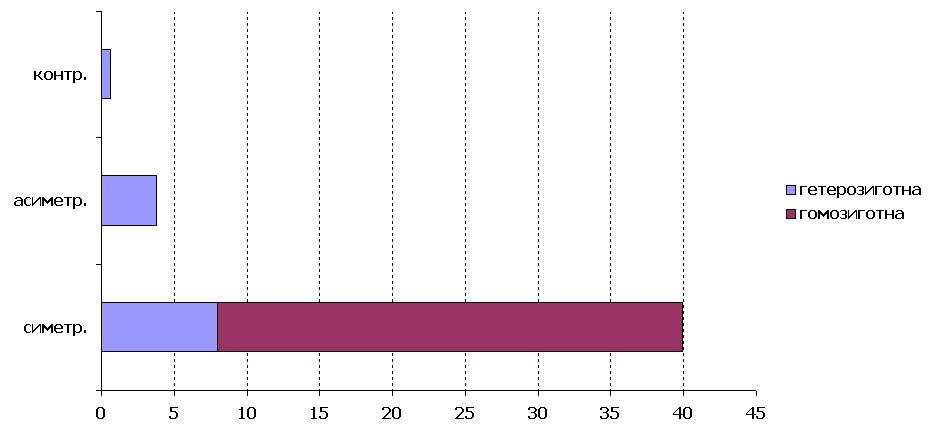 контр.
асиметр.
симетр.
0 5 10 15 20 25 30 35 40 45
гетерозиготна
гомозиготна